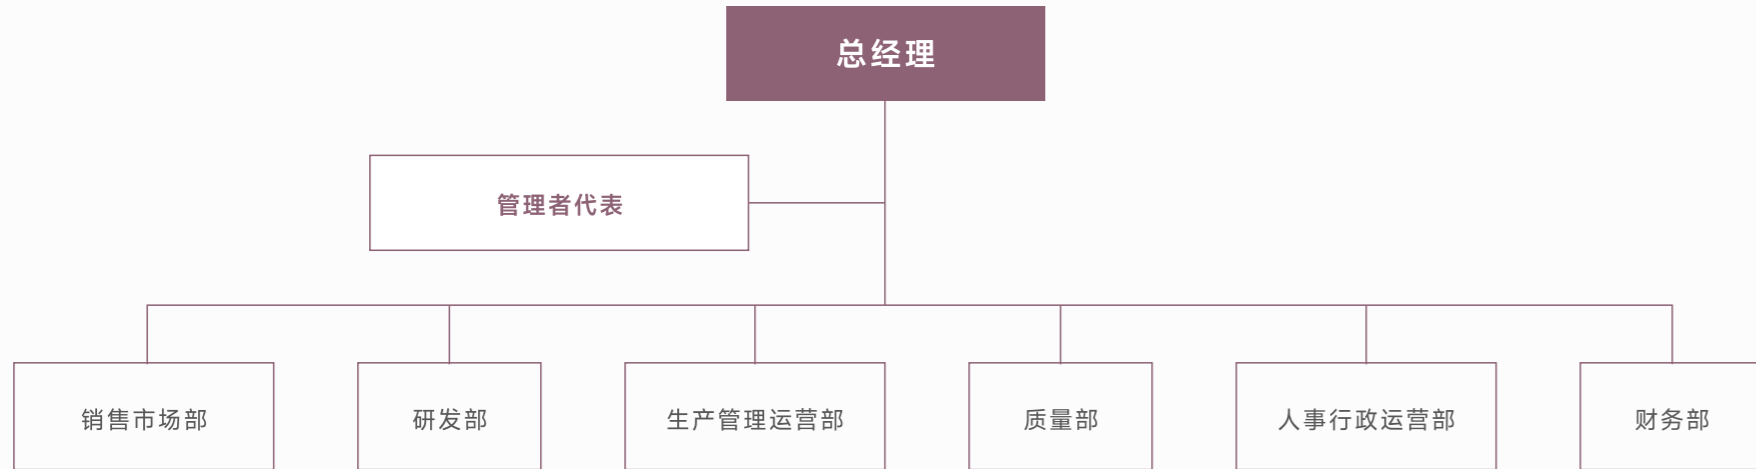 总经理
管理者代表
销售市场部
研发部
生产管理运营部
质量部
人事行政运营部
财务部